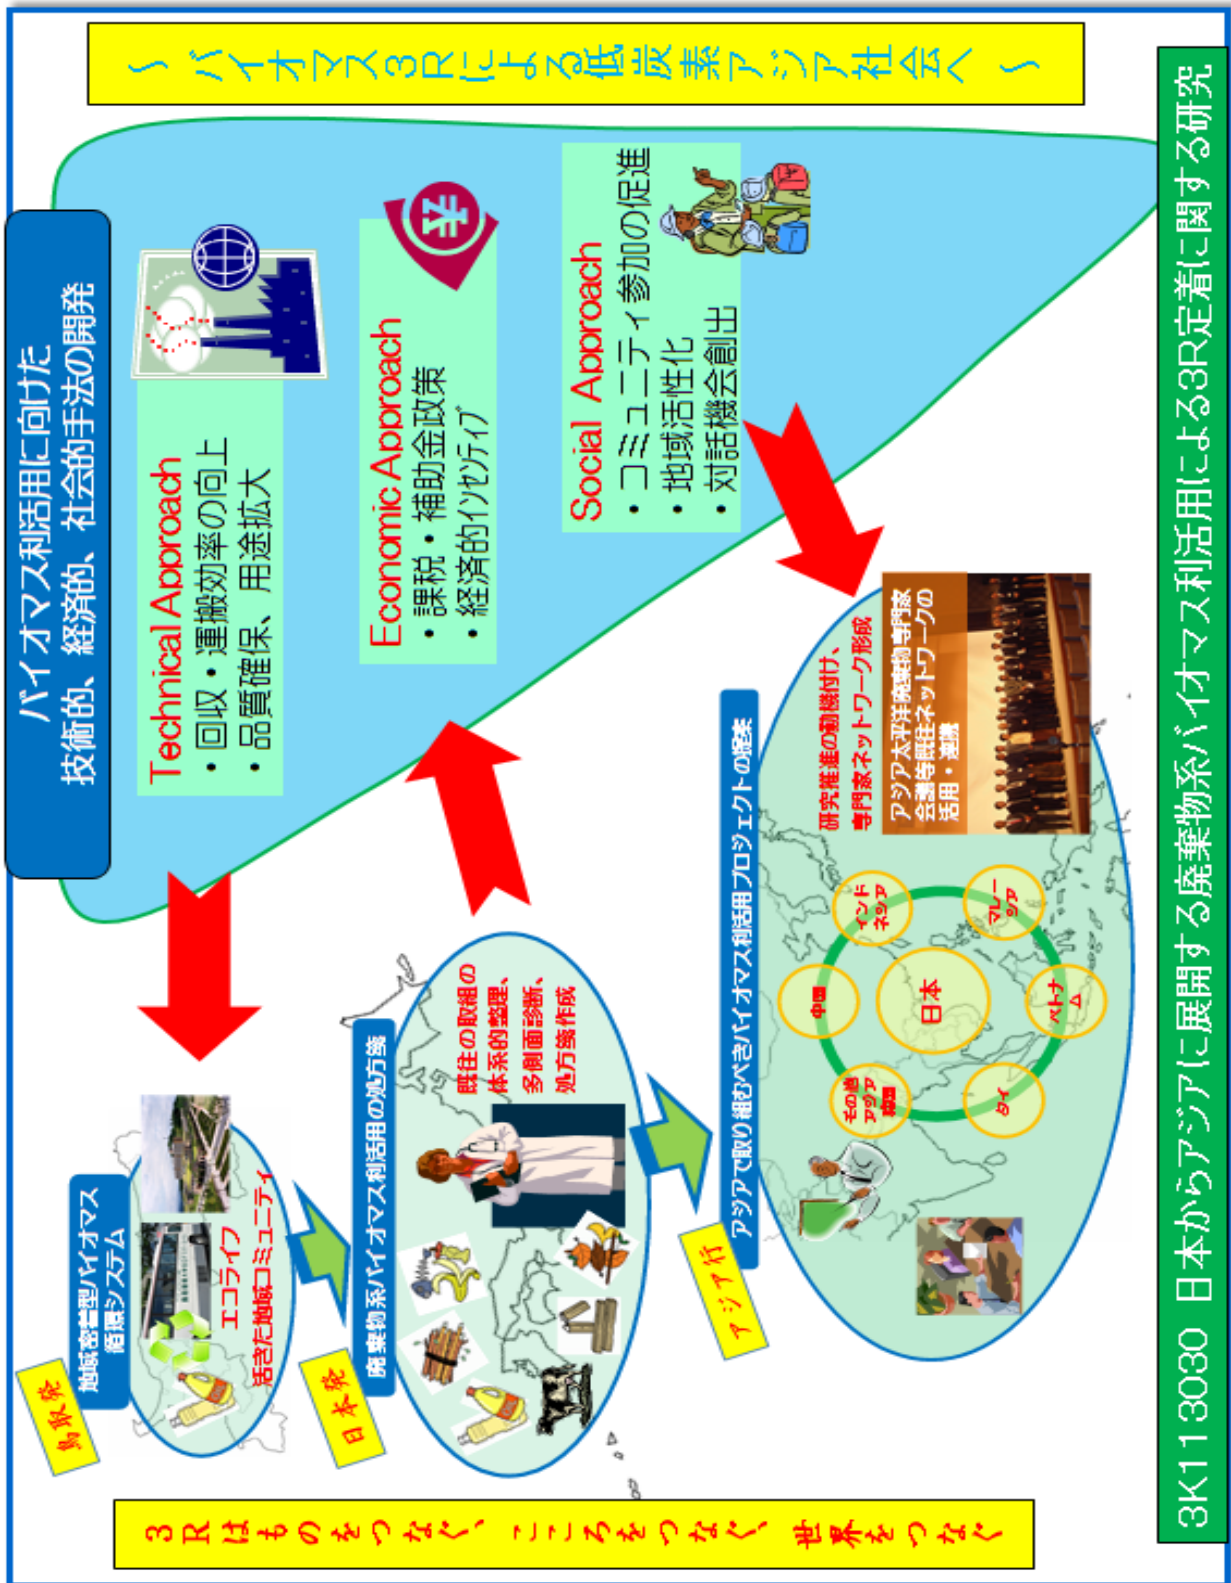 3K113030 日本からアジアに展開する廃棄物系バイオマス利活用による3R定着に関する研究
3Rはものをつなぐ、こころをつなぐ、世界をつなぐ
～ バイオマス3Rによる低炭素アジア社会へ ～
バイオマス利活用に向けた
技術的、経済的、社会的手法の開発
Technical Approach
・回収・運搬効率の向上
・品質確保、用途拡大
Economic Approach
・課税・補助金政策
・経済的インセンティブ
Social Approach
・コミュニティ参加の促進
・地域活性化
・対話機会創出
鳥取発
地域密着型バイオマス
循環システム
エコライフ
活きた地域コミュニティ
日本発
廃棄物系バイオマス利活用の処方箋
既往の取組の
体系的整理、
多側面診断、
処方箋作成
アジア行
アジアで取り組むべきバイオマス利活用プロジェクトの提案
研究推進の動機付け、
専門家ネットワーク形成
アジア太平洋廃棄物専門家
会議等既往ネットワークの
活用・連携
日本
中国
インド
ネシア
マレー
シア
ベトナ
ム
タイ
その他
アジア
諸国